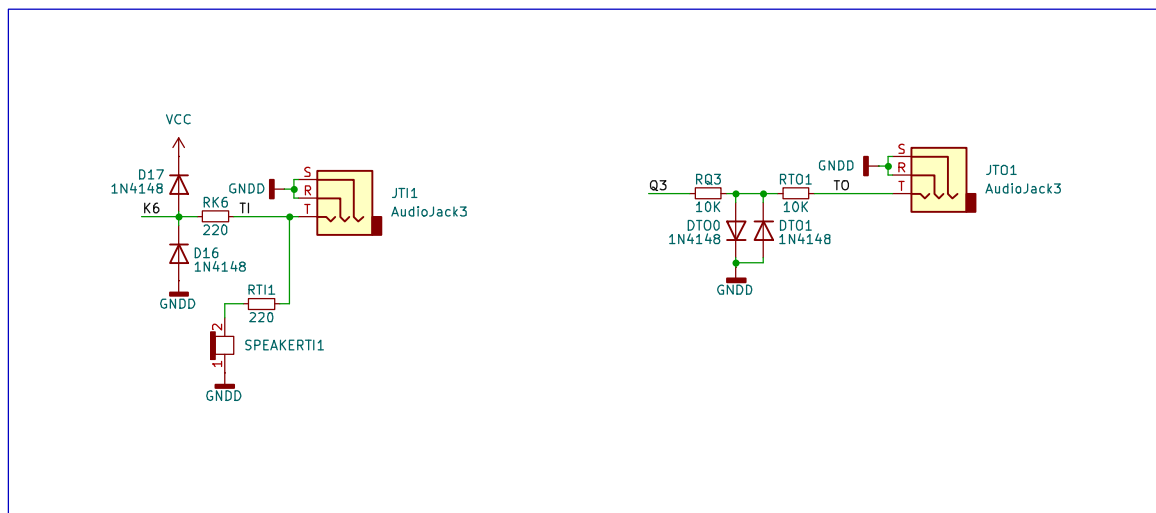 VCC
D17
1N4148
K6
RK6
220
TI
D16
1N4148
GNDD
GNDD
S
R
T
JTI1
AudioJack3
RTI1
220
2
1
SPEAKERTI1
GNDD
Q3
RQ3
10K
DTO0
1N4148
DTO1
1N4148
GNDD
RTO1
10K
TO
GNDD
S
R
T
JTO1
AudioJack3